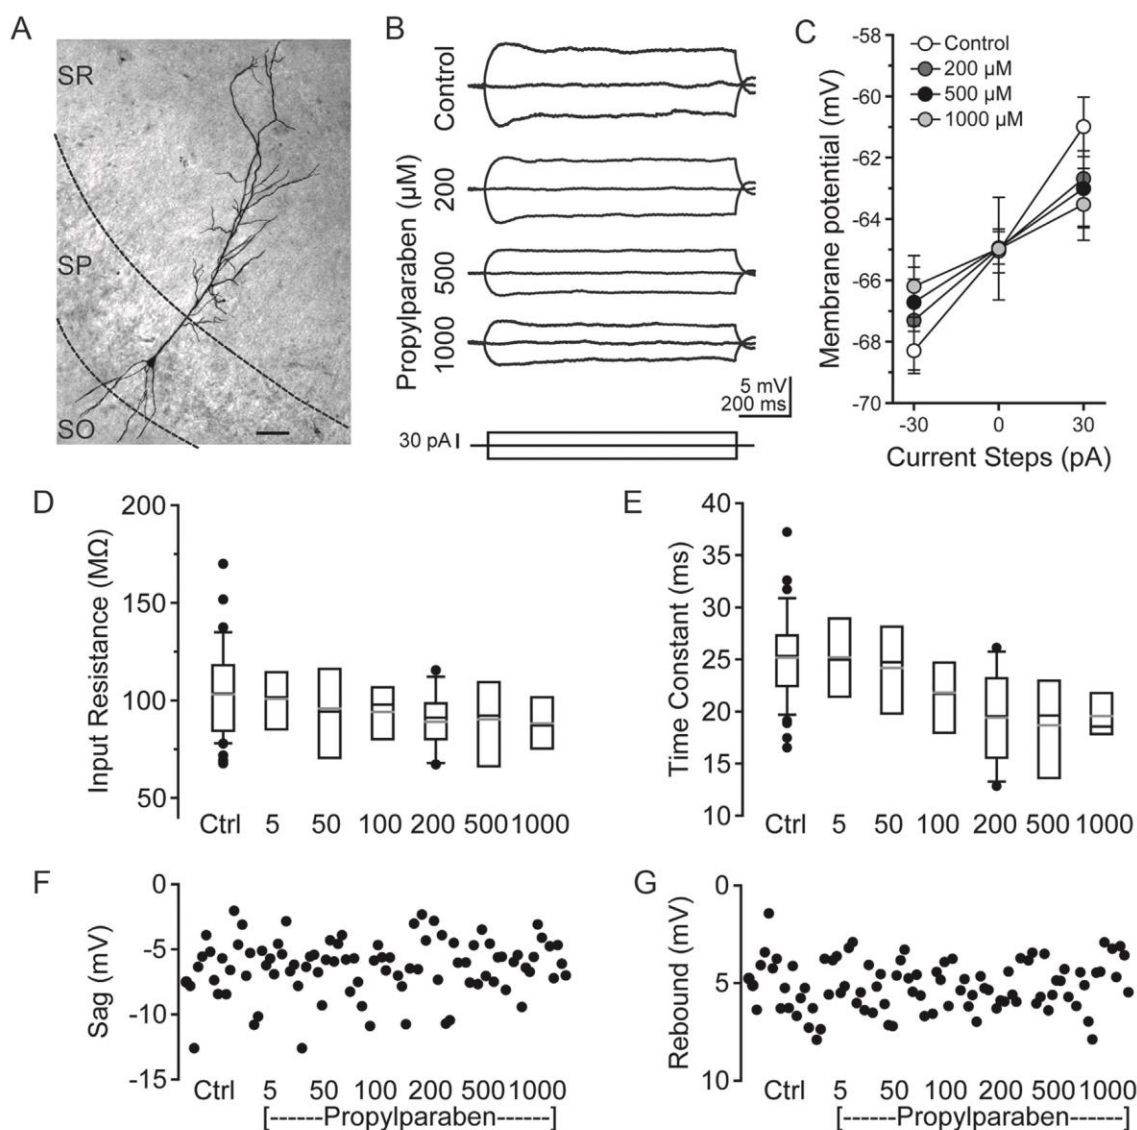 A
SR
SP
SO
B
Control
Propylparaben (µM)
200
500
1000
5 mV
200 ms
30 pA
C
Control
200 µM
500 µM
1000 µM
Membrane potential (mV)
-58
-60
-62
-64
-66
-68
-70
-30
0
30
Current Steps (pA)
D
Input Resistance (MΩ)
200
150
100
50
Ctrl 5 50 100 200 500 1000
E
Time Constant (ms)
40
35
30
25
20
15
10
Ctrl 5 50 100 200 500 1000
F
Sag (mV)
0
-5
-10
-15
Ctrl 5 50 100 200 500 1000
[------Propylparaben------]
G
Rebound (mV)
0
5
10
Ctrl 5 50 100 200 500 1000
[------Propylparaben------]